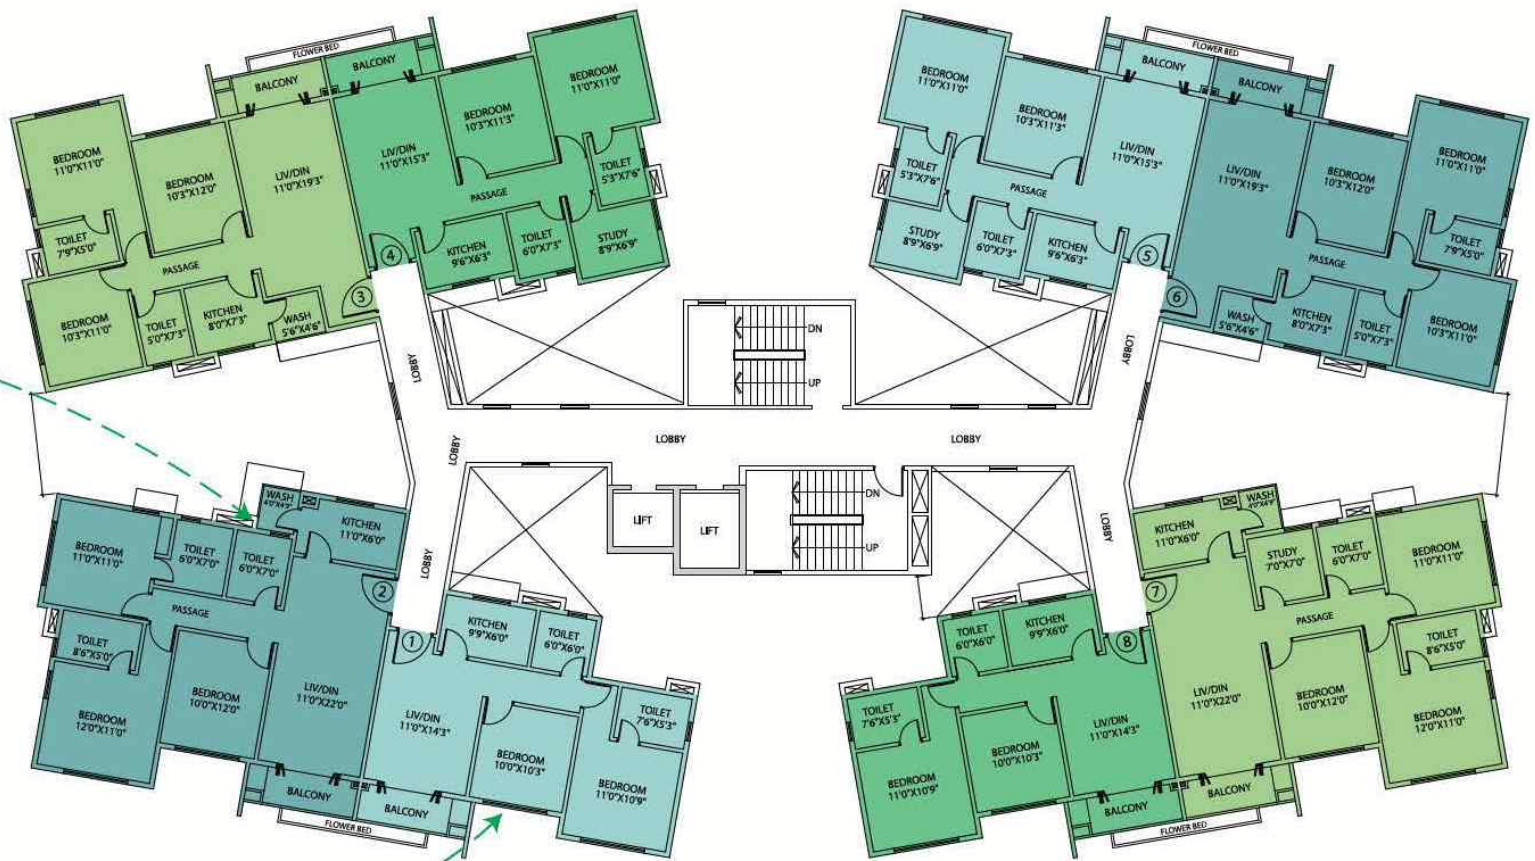 FLOWER BED
BALCONY
BALCONY
BEDROOM
11'0"X11'0"
BEDROOM
10'3"X12'0"
LIV/DIN
11'0"X19'3"
TOILET
7'9"X5'0"
PASSAGE
BEDROOM
10'3"X11'0"
TOILET
5'0"X7'3"
KITCHEN
8'0"X7'3"
WASH
5'6"X4'6"
3
LIV/DIN
11'0"X15'3"
BEDROOM
10'3"X11'3"
BEDROOM
11'0"X11'0"
TOILET
5'3"X7'6"
PASSAGE
KITCHEN
9'6"X6'3"
TOILET
6'0"X7'3"
STUDY
8'9"X6'9"
4
FLOWER BED
BALCONY
BALCONY
BEDROOM
11'0"X11'0"
BEDROOM
10'3"X11'3"
LIV/DIN
11'0"X15'3"
TOILET
5'3"X7'6"
PASSAGE
STUDY
8'9"X6'9"
TOILET
6'0"X7'3"
KITCHEN
9'6"X6'3"
5
LIV/DIN
11'0"X19'3"
BEDROOM
10'3"X12'0"
BEDROOM
11'0"X11'0"
TOILET
7'9"X5'0"
PASSAGE
6
WASH
5'6"X4'6"
KITCHEN
8'0"X7'3"
TOILET
5'0"X7'3"
BEDROOM
10'3"X11'0"
DN
UP
LOBBY
LOBBY
LOBBY
LOBBY
LOBBY
LOBBY
LOBBY
LIFT
LIFT
DN
UP
WASH
4'0"X4'9"
KITCHEN
11'0"X6'0"
BEDROOM
11'0"X11'0"
TOILET
6'0"X7'0"
TOILET
6'0"X7'0"
2
PASSAGE
TOILET
8'6"X5'0"
BEDROOM
12'0"X11'0"
BEDROOM
10'0"X12'0"
LIV/DIN
11'0"X22'0"
BALCONY
1
KITCHEN
9'9"X6'0"
TOILET
6'0"X6'0"
LIV/DIN
11'0"X14'3"
BEDROOM
10'0"X10'3"
TOILET
7'6"X5'3"
BEDROOM
11'0"X10'9"
BALCONY
FLOWER BED
TOILET
6'0"X6'0"
KITCHEN
9'9"X6'0"
8
TOILET
7'6"X5'3"
BEDROOM
11'0"X10'9"
BEDROOM
10'0"X10'3"
LIV/DIN
11'0"X14'3"
BALCONY
KITCHEN
11'0"X6'0"
WASH
4'0"X4'9"
7
STUDY
7'0"X7'0"
TOILET
6'0"X7'0"
BEDROOM
11'0"X11'0"
PASSAGE
TOILET
8'6"X5'0"
LIV/DIN
11'0"X22'0"
BEDROOM
10'0"X12'0"
BEDROOM
12'0"X11'0"
BALCONY
FLOWER BED